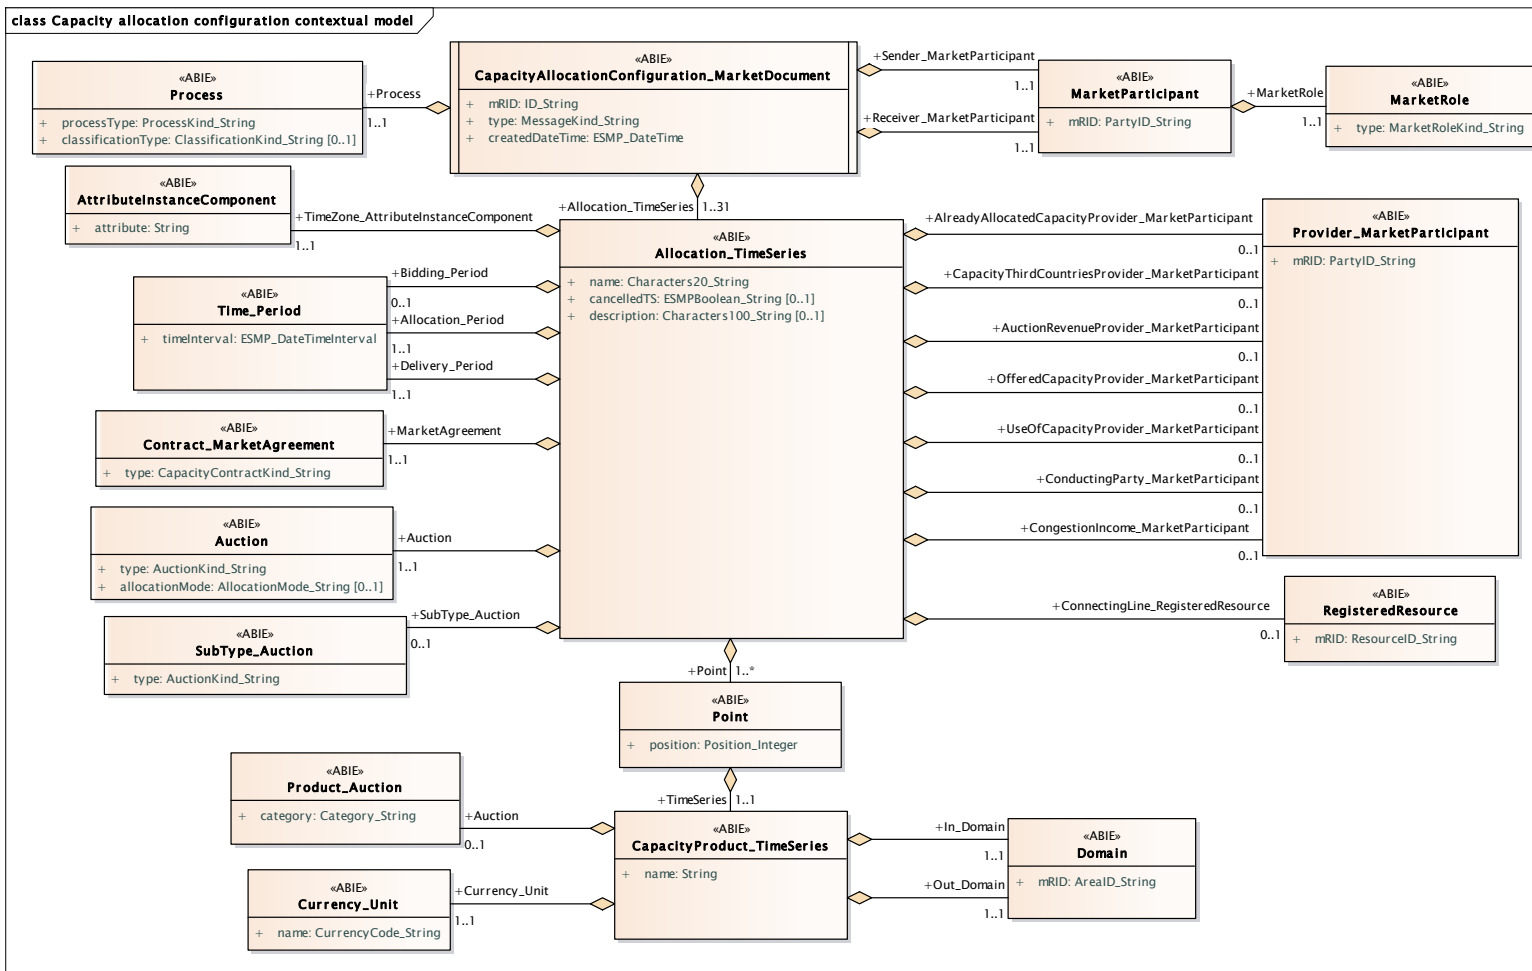 class Capacity allocation configuration contextual model
«ABIE»
Process
+ processType: ProcessKind_String
+ classificationType: ClassificationKind_String [0..1]
+Process
1..1
«ABIE»
CapacityAllocationConfiguration_MarketDocument
+ mRID: ID_String
+ type: MessageKind_String
+ createdDateTime: ESMP_DateTime
+Sender_MarketParticipant
1..1
+Receiver_MarketParticipant
1..1
«ABIE»
MarketParticipant
+ mRID: PartyID_String
+MarketRole
1..1
«ABIE»
MarketRole
+ type: MarketRoleKind_String
«ABIE»
AttributeInstanceComponent
+ attribute: String
+TimeZone_AttributeInstanceComponent
1..1
+Allocation_TimeSeries
1..31
«ABIE»
Allocation_TimeSeries
+ name: Characters20_String
+ cancelledTS: ESMPBoolean_String [0..1]
+ description: Characters100_String [0..1]
«ABIE»
Time_Period
+ timeInterval: ESMP_DateTimeInterval
+Bidding_Period
0..1
+Allocation_Period
1..1
+Delivery_Period
1..1
«ABIE»
Contract_MarketAgreement
+ type: CapacityContractKind_String
+MarketAgreement
1..1
«ABIE»
Auction
+ type: AuctionKind_String
+ allocationMode: AllocationMode_String [0..1]
+Auction
1..1
«ABIE»
SubType_Auction
+ type: AuctionKind_String
+SubType_Auction
0..1
+AlreadyAllocatedCapacityProvider_MarketParticipant
0..1
+CapacityThirdCountriesProvider_MarketParticipant
0..1
+AuctionRevenueProvider_MarketParticipant
0..1
+OfferedCapacityProvider_MarketParticipant
0..1
+UseOfCapacityProvider_MarketParticipant
0..1
+ConductingParty_MarketParticipant
0..1
+CongestionIncome_MarketParticipant
0..1
«ABIE»
Provider_MarketParticipant
+ mRID: PartyID_String
+ConnectingLine_RegisteredResource
0..1
«ABIE»
RegisteredResource
+ mRID: ResourceID_String
+Point
1..*
«ABIE»
Point
+ position: Position_Integer
+TimeSeries
1..1
«ABIE»
Product_Auction
+ category: Category_String
+Auction
0..1
«ABIE»
CapacityProduct_TimeSeries
+ name: String
«ABIE»
Currency_Unit
+ name: CurrencyCode_String
+Currency_Unit
1..1
+In_Domain
1..1
+Out_Domain
1..1
«ABIE»
Domain
+ mRID: AreaID_String